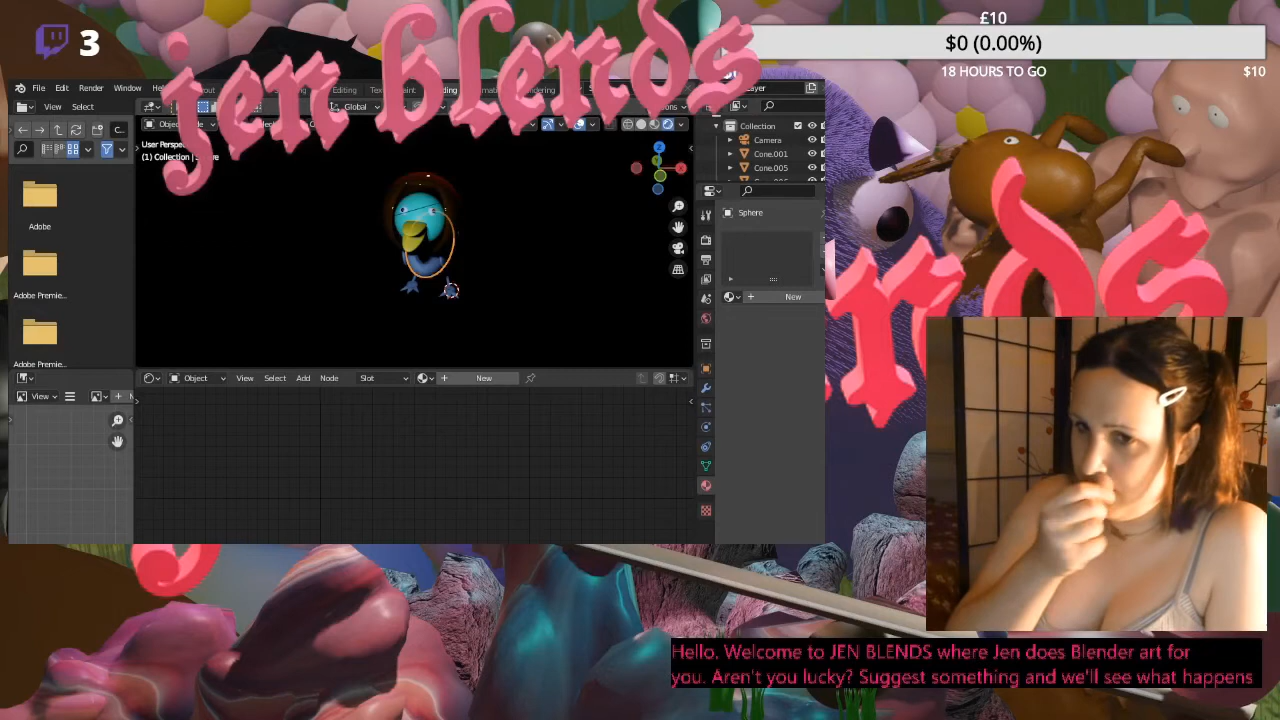 3
jen blends
£10
$0 (0.00%)
18 HOURS TO GO
$10
File Edit Render Window
View Select
Global
Collection
Camera
Cone.001
Cone.005
User Perspe
(1) Collection |
Sphere
Adobe
Adobe Premie...
Adobe Premie...
New
Object View Select Add Node Slot New
View
Hello. Welcome to JEN BLENDS where Jen does Blender art for
you. Aren't you lucky? Suggest something and we'll see what happens